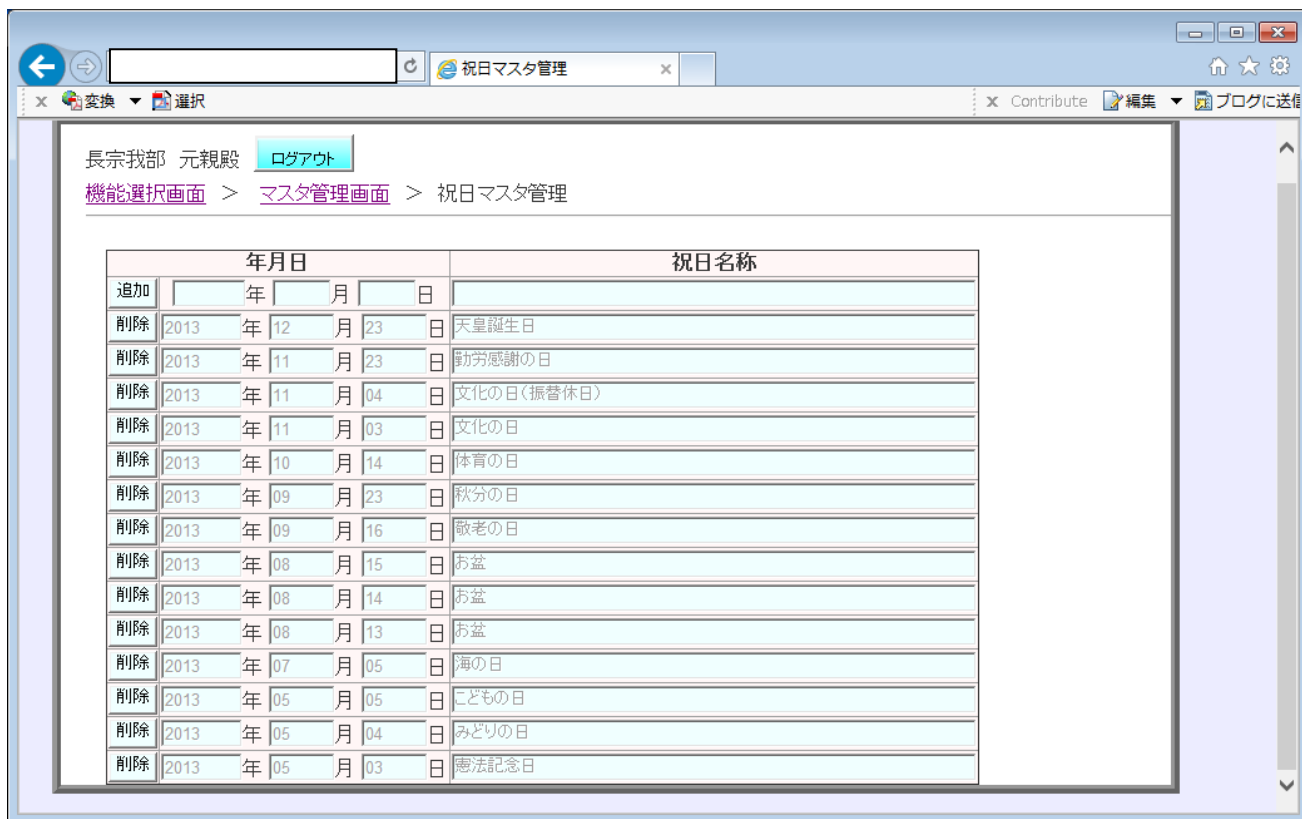 祝日マスタ管理
変換 選択 Contribute 編集 ブログに送信
長宗我部 元親殿 ログアウト
機能選択画面 ＞ マスタ管理画面 ＞ 祝日マスタ管理
年月日 祝日名称
追加 年 月 日
削除 2013 年 12 月 23 日 天皇誕生日
削除 2013 年 11 月 23 日 勤労感謝の日
削除 2013 年 11 月 04 日 文化の日(振替休日)
削除 2013 年 11 月 03 日 文化の日
削除 2013 年 10 月 14 日 体育の日
削除 2013 年 09 月 23 日 秋分の日
削除 2013 年 09 月 16 日 敬老の日
削除 2013 年 08 月 15 日 お盆
削除 2013 年 08 月 14 日 お盆
削除 2013 年 08 月 13 日 お盆
削除 2013 年 07 月 05 日 海の日
削除 2013 年 05 月 05 日 こどもの日
削除 2013 年 05 月 04 日 みどりの日
削除 2013 年 05 月 03 日 憲法記念日